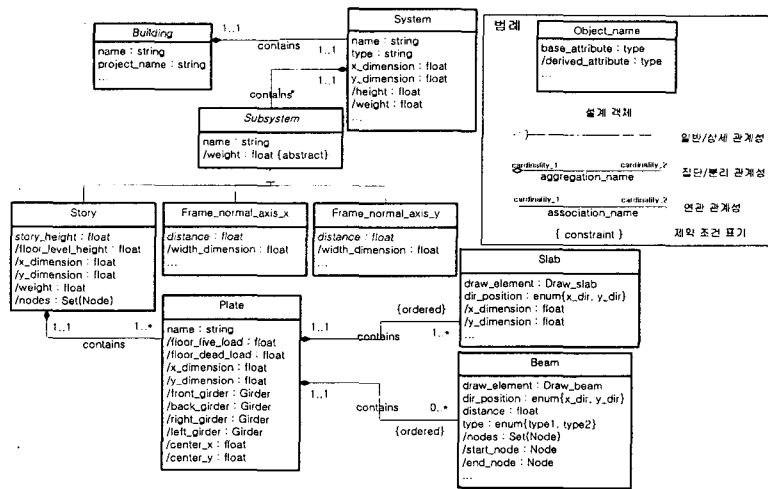 Building
name : string
project_name : string
...
1..1
contains
1..1
System
name : string
type : string
x_dimension : float
y_dimension : float
/height : float
/weight : float
...
1..1
contains*
Subsystem
name : string
/weight : float {abstract}
Story
story_height : float
/floor_level_height : float
/x_dimension : float
/y_dimension : float
/weight : float
/nodes : Set(Node)
Frame_normal_axis_x
distance : float
/width_dimension : float
...
Frame_normal_axis_y
distance : float
/width_dimension : float
...
1..1
1..*
contains
Plate
name : string
/floor_live_load : float
/floor_dead_load : float
/x_dimension : float
/y_dimension : float
/front_girder : Girder
/back_girder : Girder
/right_girder : Girder
/left_girder : Girder
/center_x : float
/center_y : float
1..1
{ordered}
contains
1..*
Slab
draw_element : Draw_slab
dir_position : enum{x_dir, y_dir}
/x_dimension : float
/y_dimension : float
1..1
contains
0..*
{ordered}
Beam
draw_element : Draw_beam
dir_position : enum{x_dir, y_dir}
distance : float
type : enum{type1, type2}
/nodes : Set(Node)
/start_node : Node
/end_node : Node
...
범례
Object_name
base_attribute : type
/derived_attribute : type
...
설계 객체
일반/상세 관계성
cardinality_1
cardinality_2
aggregation_name
집단/분리 관계성
cardinality_1
cardinality_2
association_name
연관 관계성
{ constraint }
제약 조건 표기